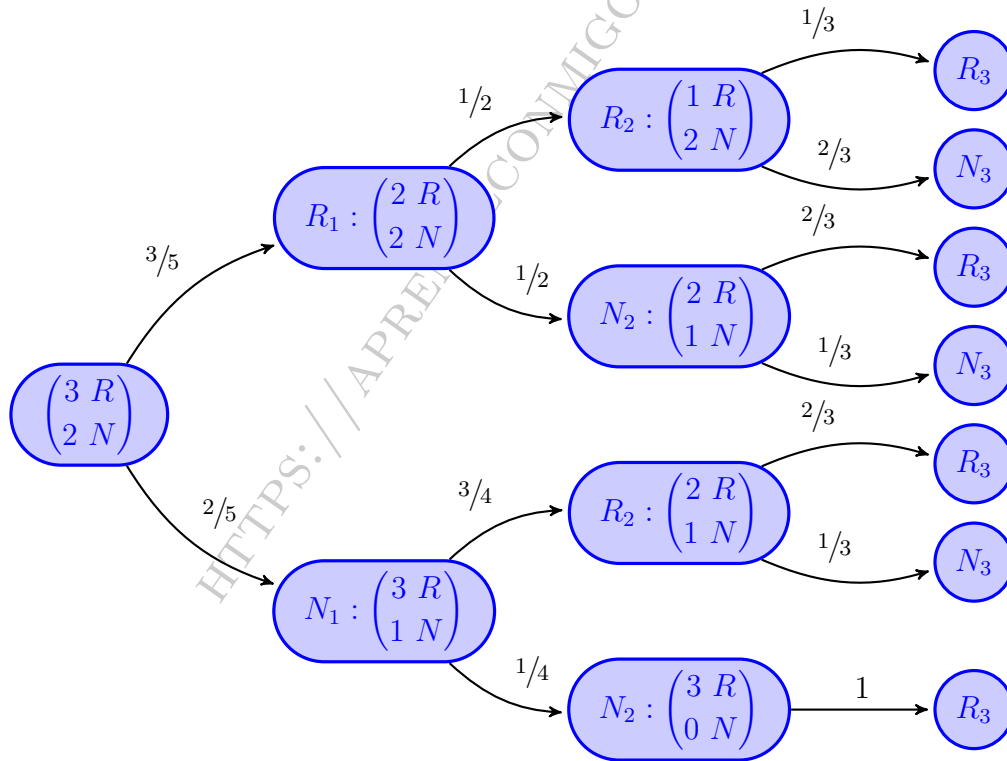 1/3
R₃
1/2
R₂ : (1 R
2 N)
2/3
N₃
R₁ : (2 R
2 N)
2/3
R₃
3/5
1/2
N₂ : (2 R
1 N)
1/3
N₃
(3 R
2 N)
2/3
R₃
3/4
R₂ : (2 R
1 N)
2/5
1/3
N₃
N₁ : (3 R
1 N)
1/4
N₂ : (3 R
0 N)
1
R₃